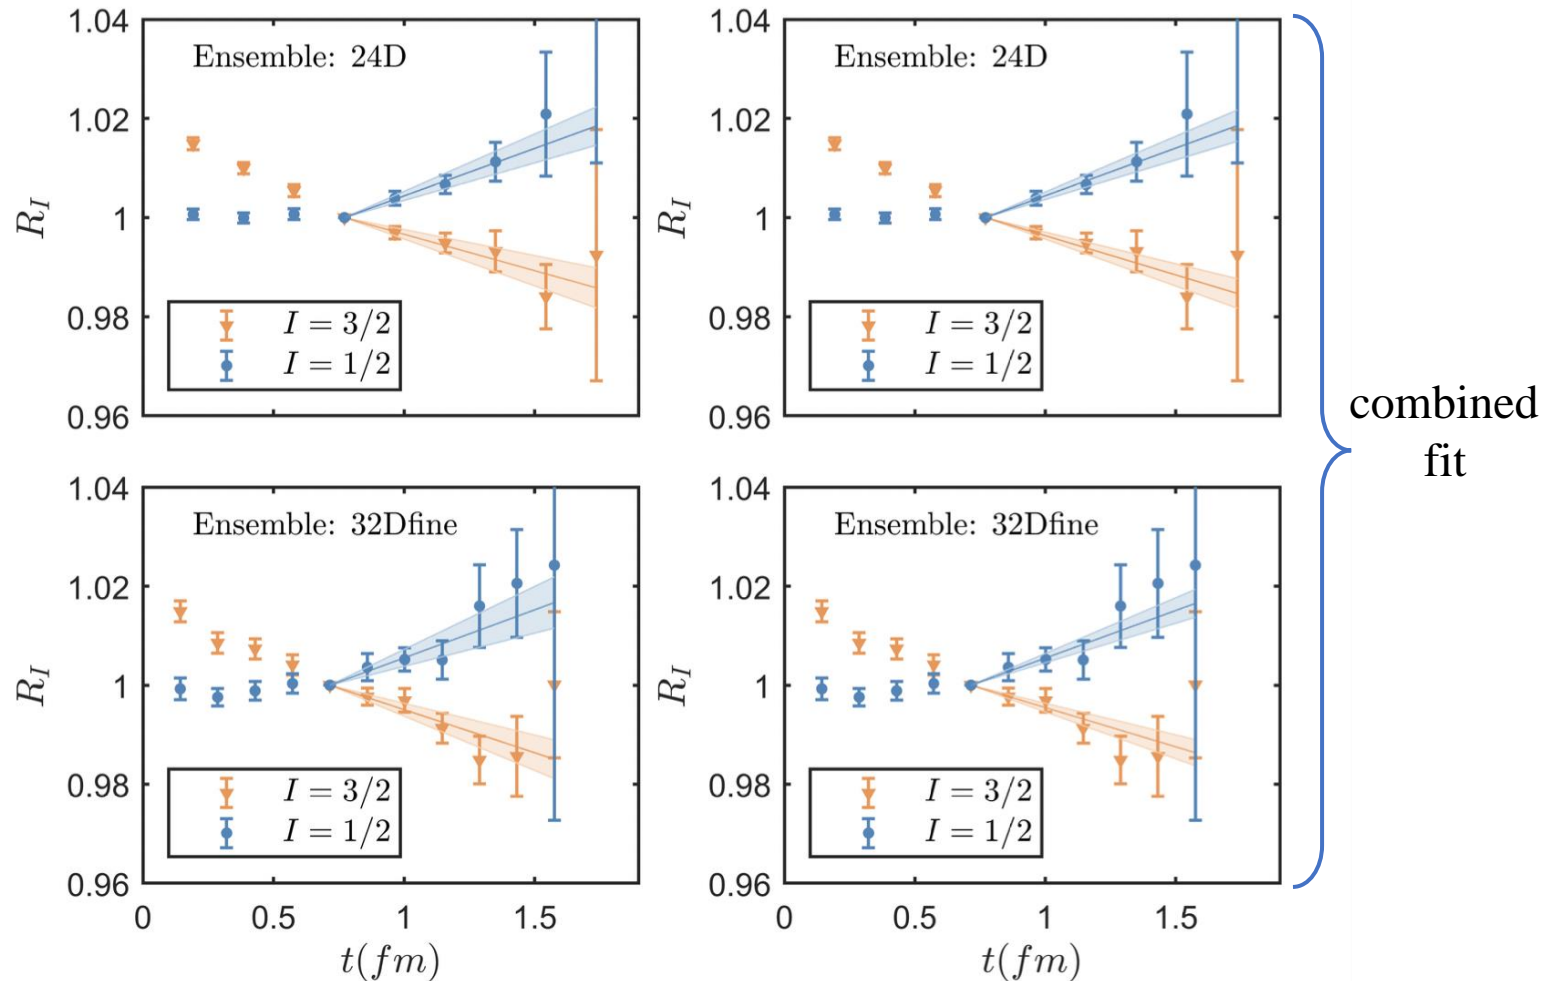 1.04
1.02
1
0.98
0.96
R_I
Ensemble: 24D
I = 3/2
I = 1/2
1.04
1.02
1
0.98
0.96
R_I
Ensemble: 24D
I = 3/2
I = 1/2
combined
fit
1.04
1.02
1
0.98
0.96
R_I
Ensemble: 32Dfine
I = 3/2
I = 1/2
0 0.5 1 1.5
t(fm)
1.04
1.02
1
0.98
0.96
R_I
Ensemble: 32Dfine
I = 3/2
I = 1/2
0 0.5 1 1.5
t(fm)